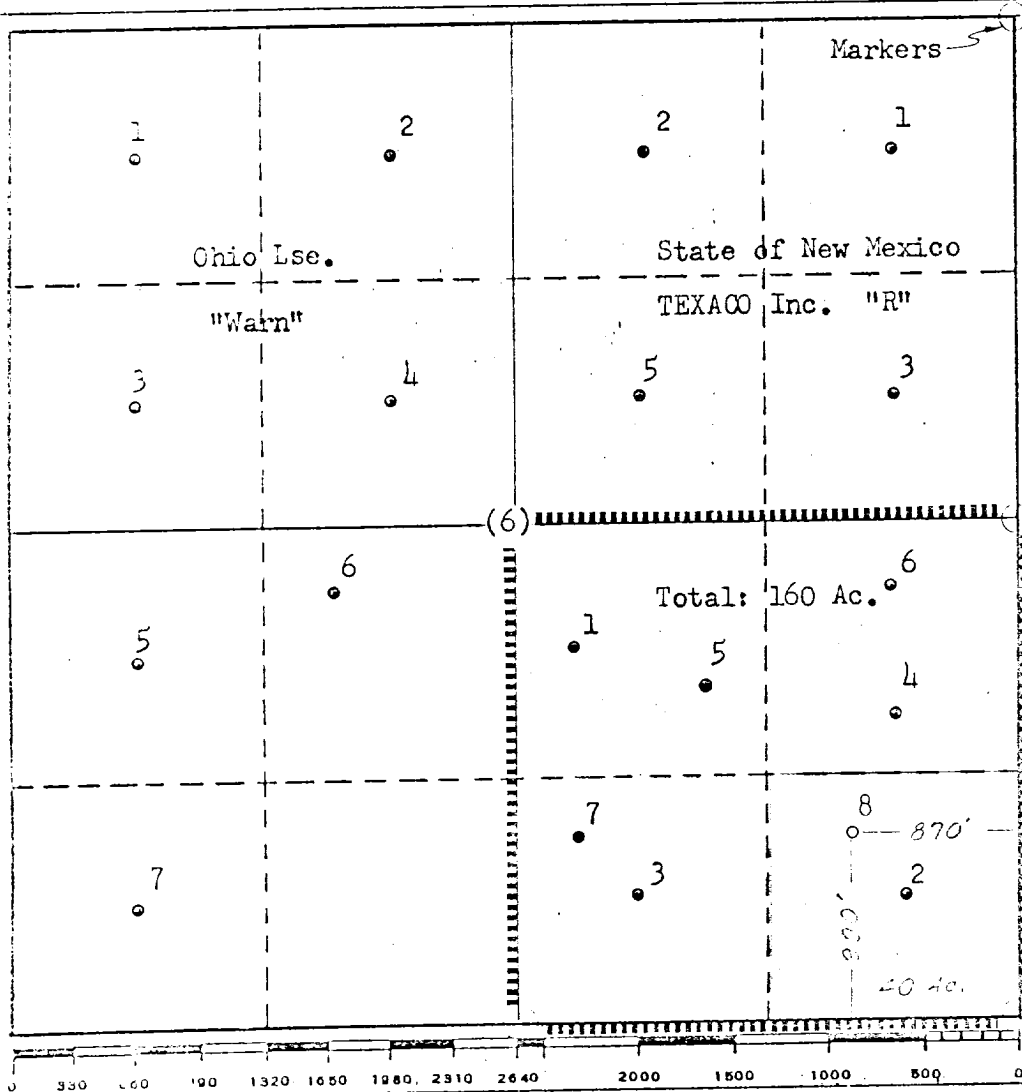 Markers
1 2 2 1
Ohio Lse. State of New Mexico
"Warn" TEXACO Inc. "R"
3 4 5 3
(6)
6 6
Total: 160 Ac.
5 1 5 4
8
7 870'
7 3 2
40 Ac.
0 330 660 990 1320 1650 1980, 2310 2640 2000 1500 1000 500 0